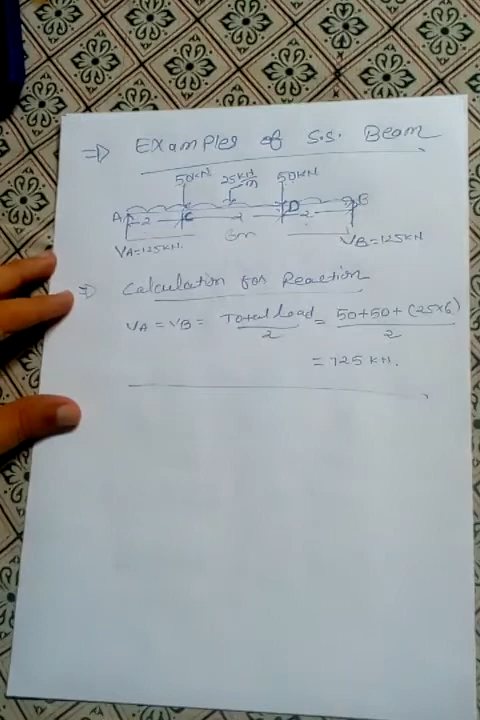 ⇒ Examples of S.S. Beam
50KN 25KN/m 50KN
A C D B
2 2 2
6m
VA=125KN. VB=125KN
⇒ Calculation for Reaction
VA = VB = Total load / 2 = 50+50+(25×6) / 2
= 125 KN.